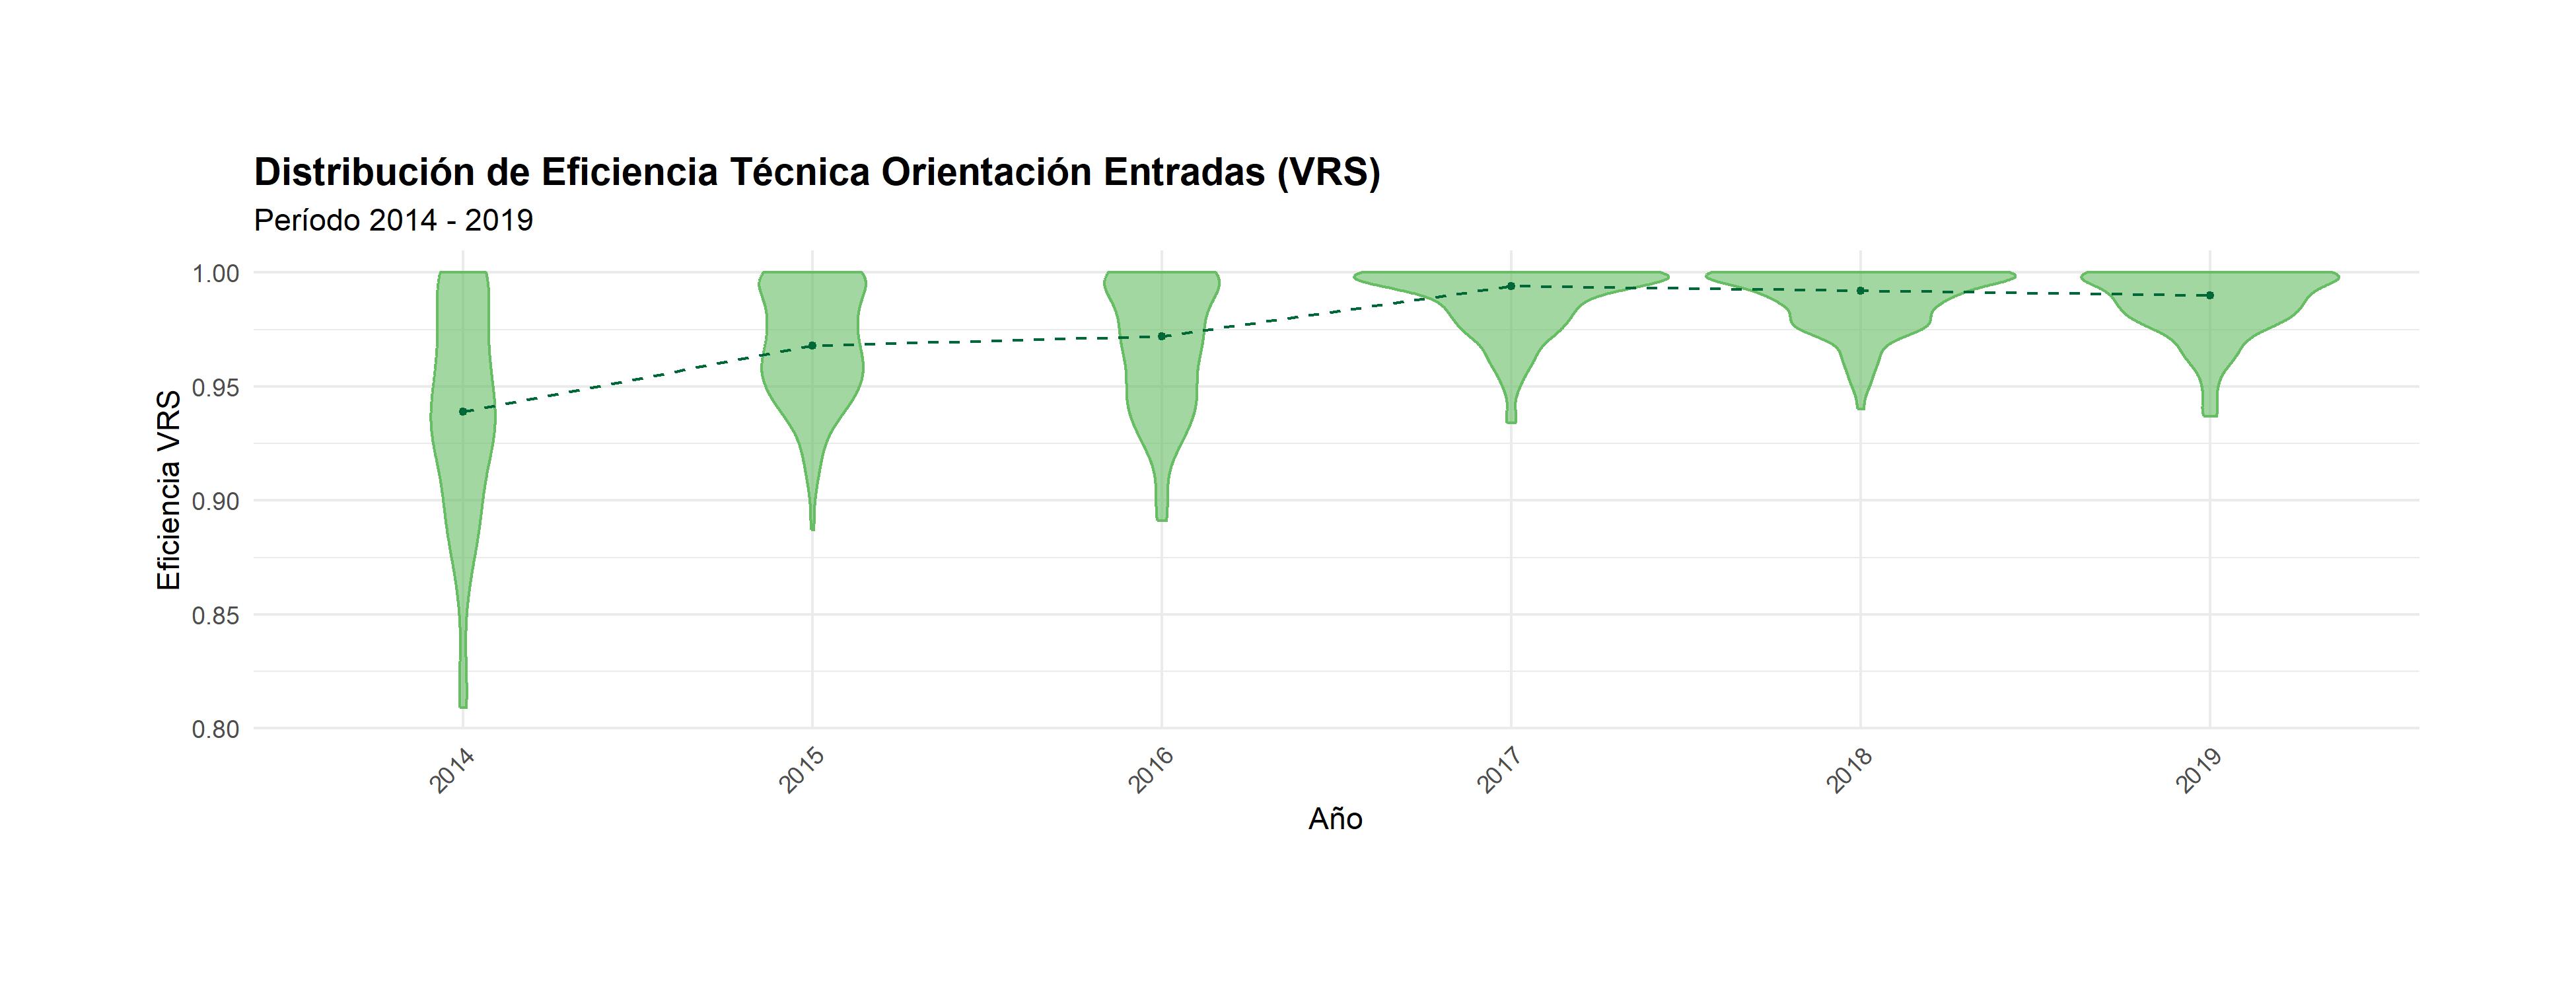 Distribución de Eficiencia Técnica Orientación Entradas (VRS)
Período 2014 - 2019
Eficiencia VRS
1.00
0.95
0.90
0.85
0.80
2014
2015
2016
2017
2018
2019
Año